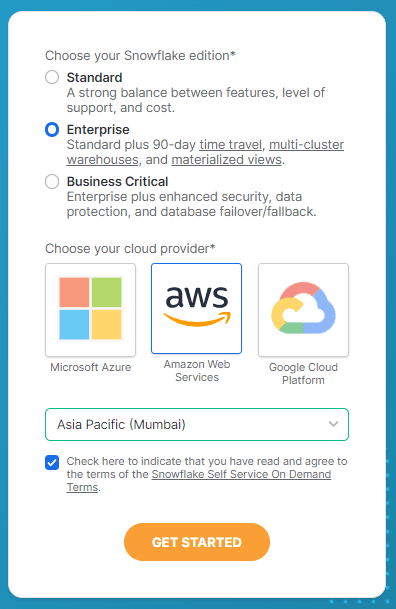 Choose your Snowflake edition*
Standard
A strong balance between features, level of
support, and cost.
Enterprise
Standard plus 90-day time travel, multi-cluster
warehouses, and materialized views.
Business Critical
Enterprise plus enhanced security, data
protection, and database failover/fallback.
Choose your cloud provider*
aws
Microsoft Azure
Amazon Web
Services
Google Cloud
Platform
Asia Pacific (Mumbai)
Check here to indicate that you have read and agree to
the terms of the Snowflake Self Service On Demand
Terms.
GET STARTED